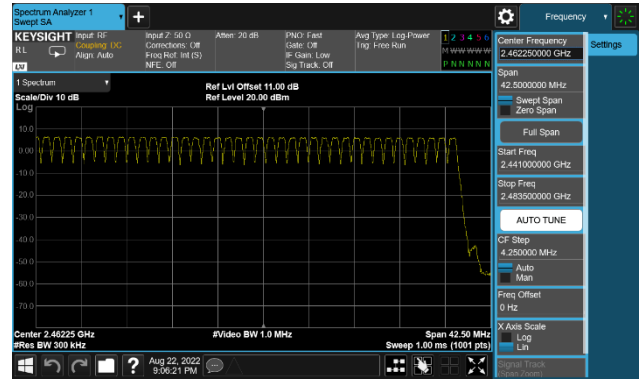 Spectrum Analyzer 1
Swept SA
+
Frequency
KEYSIGHT
RL
LXI
Input: RF
Coupling: DC
Align: Auto
Input Z: 50 Ω
Corrections: Off
Freq Ref: Int (S)
NFE: Off
Atten: 20 dB
PNO: Fast
Gate: Off
IF Gain: Low
Sig Track: Off
Avg Type: Log-Power
Trig: Free Run
1 2 3 4 5 6
M W W W W W
P N N N N N
Center Frequency
2.462250000 GHz
Settings
Span
42.5000000 MHz
Swept Span
Zero Span
Full Span
Start Freq
2.441000000 GHz
Stop Freq
2.483500000 GHz
AUTO TUNE
CF Step
4.250000 MHz
Auto
Man
Freq Offset
0 Hz
X Axis Scale
Log
Lin
Signal Track
(Span Zoom)
1 Spectrum
Scale/Div 10 dB
Log
Ref Lvl Offset 11.00 dB
Ref Level 20.00 dBm
10.0
0.00
-10.0
-20.0
-30.0
-40.0
-50.0
-60.0
-70.0
Center 2.46225 GHz
#Res BW 300 kHz
#Video BW 1.0 MHz
Span 42.50 MHz
Sweep 1.00 ms (1001 pts)
?
Aug 22, 2022
9:06:21 PM